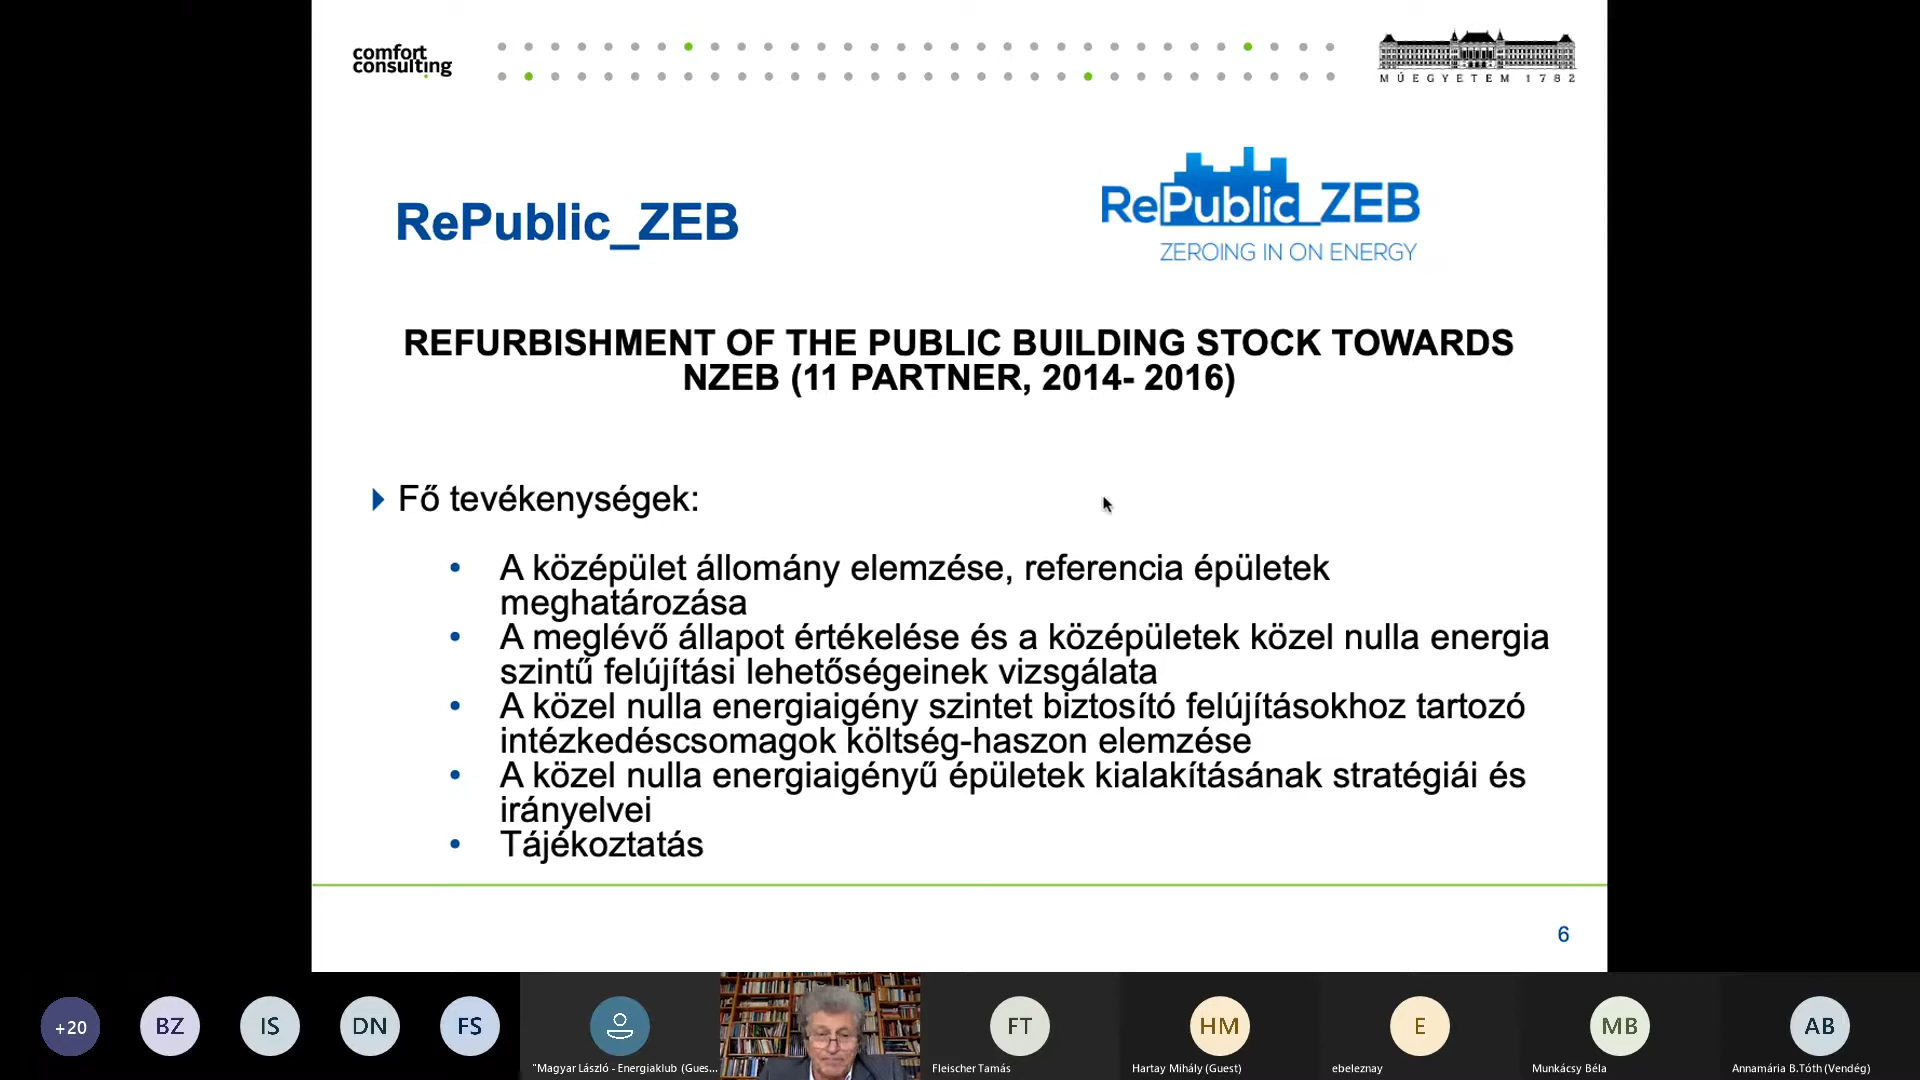 comfort
consulting
MŰEGYETEM 1782
RePublic_ZEB
RePublic_ZEB
ZEROING IN ON ENERGY
REFURBISHMENT OF THE PUBLIC BUILDING STOCK TOWARDS
NZEB (11 PARTNER, 2014- 2016)
Fő tevékenységek:
• A középület állomány elemzése, referencia épületek
meghatározása
• A meglévő állapot értékelése és a középületek közel nulla energia
szintű felújítási lehetőségeinek vizsgálata
• A közel nulla energiaigény szintet biztosító felújításokhoz tartozó
intézkedéscsomagok költség-haszon elemzése
• A közel nulla energiaigényű épületek kialakításának stratégiái és
irányelvei
• Tájékoztatás
6
+20
BZ
IS
DN
FS
"Magyar László - Energiaklub (Gues...
FT
Fleischer Tamás
HM
Hartay Mihály (Guest)
E
ebeleznay
MB
Munkácsy Béla
AB
Annamária B.Tóth (Vendég)